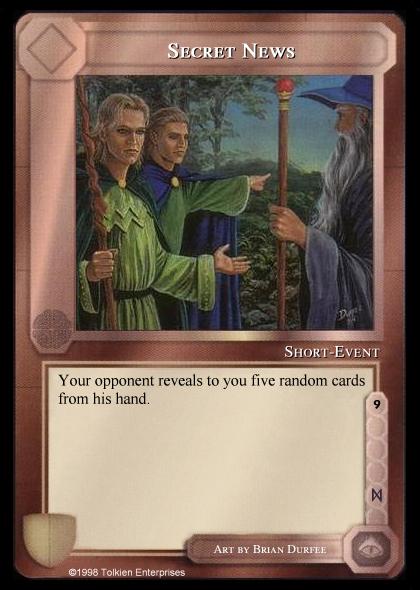 SECRET NEWS
SHORT-EVENT
Your opponent reveals to you five random cards
from his hand.
9
ART BY BRIAN DURFEE
©1998 Tolkien Enterprises